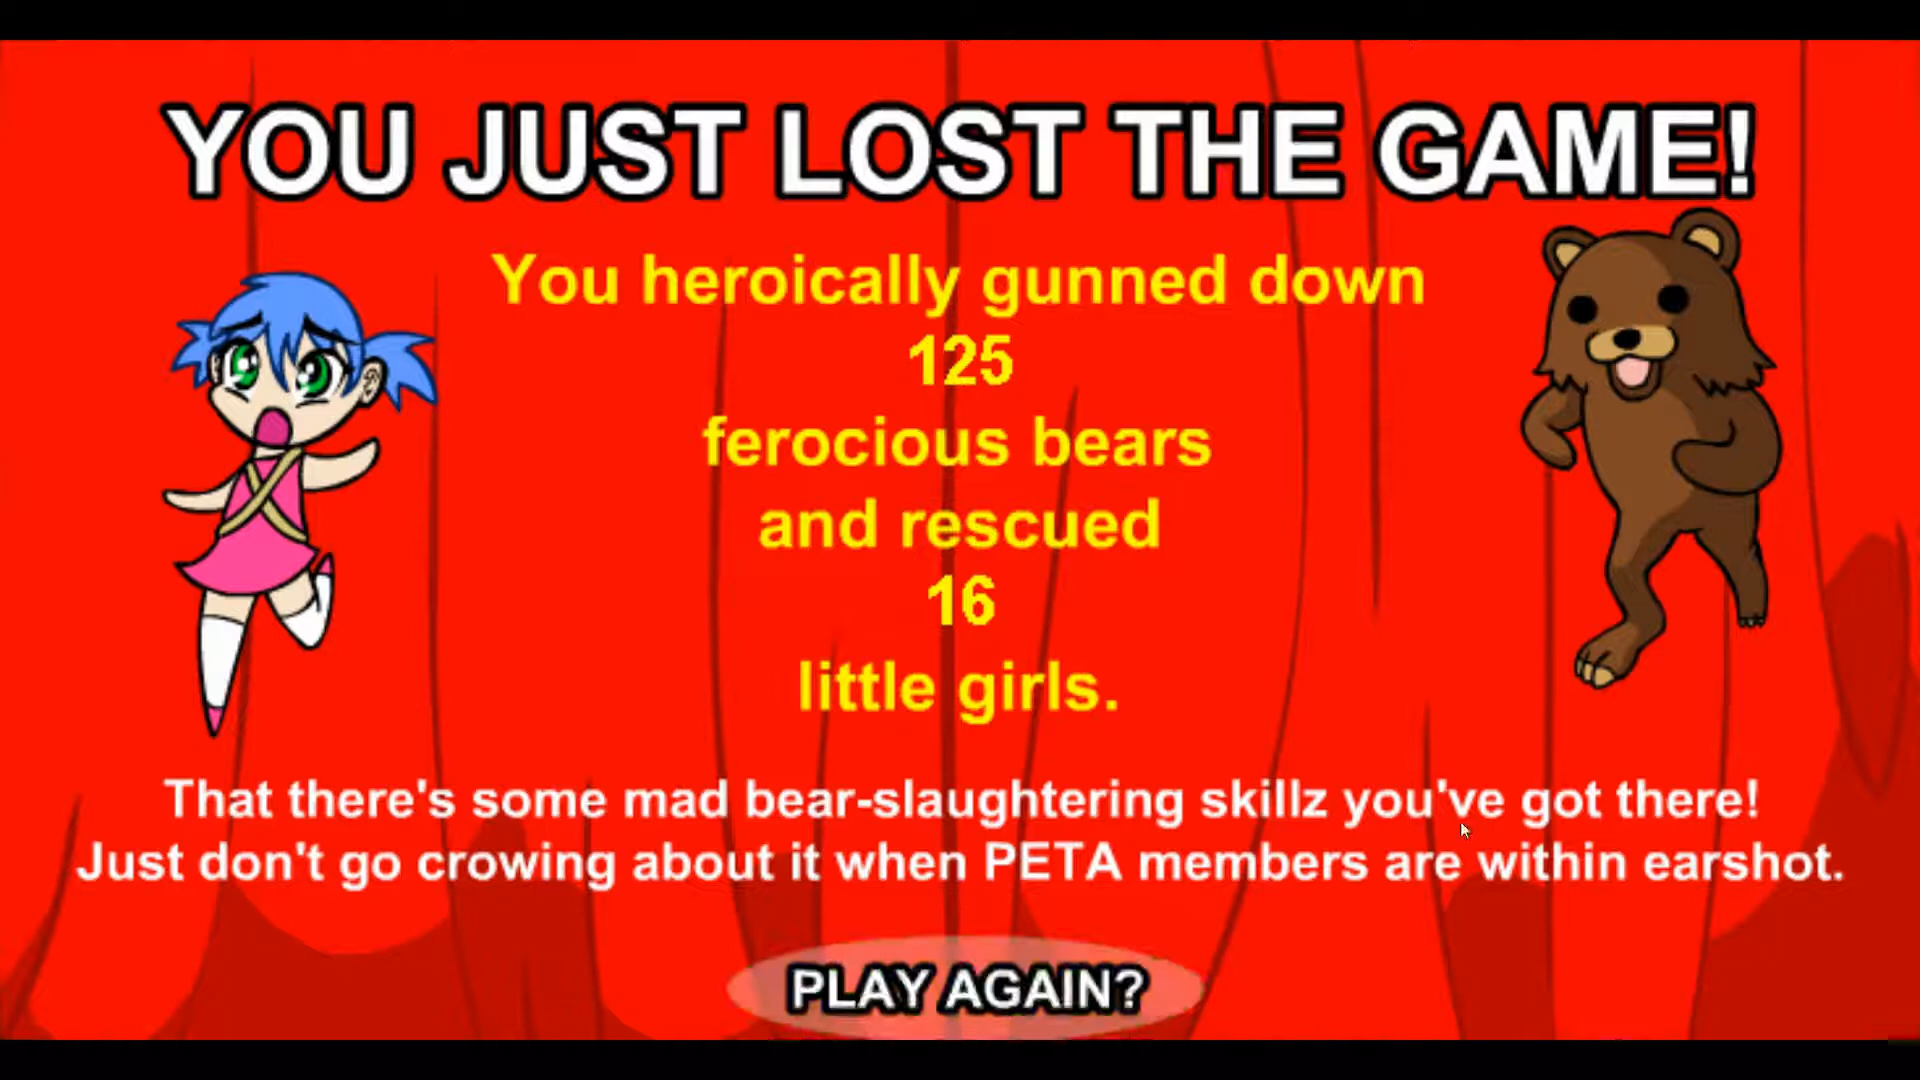 YOU JUST LOST THE GAME!
You heroically gunned down
125
ferocious bears
and rescued
16
little girls.
That there's some mad bear-slaughtering skillz you've got there!
Just don't go crowing about it when PETA members are within earshot.
PLAY AGAIN?